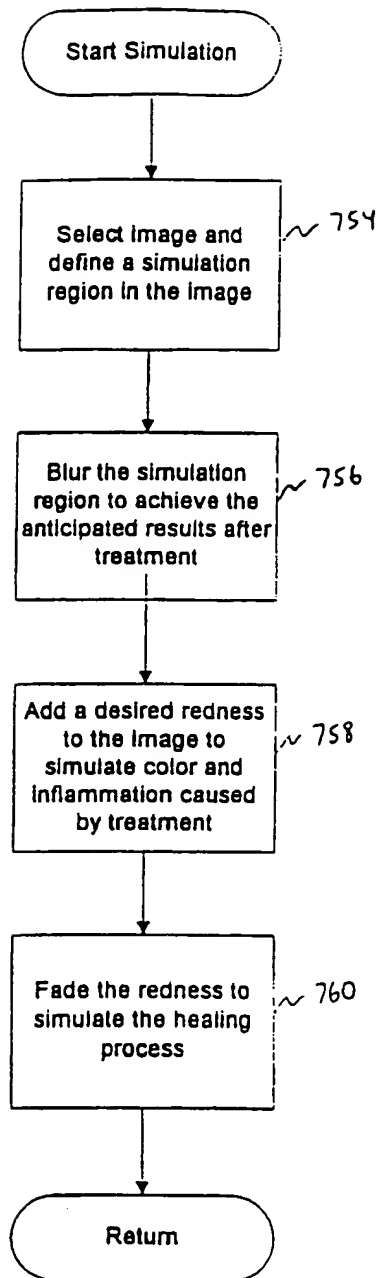 Start Simulation
Select image and
define a simulation
region in the image
754
Blur the simulation
region to achieve the
anticipated results after
treatment
756
Add a desired redness
to the image to
simulate color and
inflammation caused
by treatment
758
Fade the redness to
simulate the healing
process
760
Return